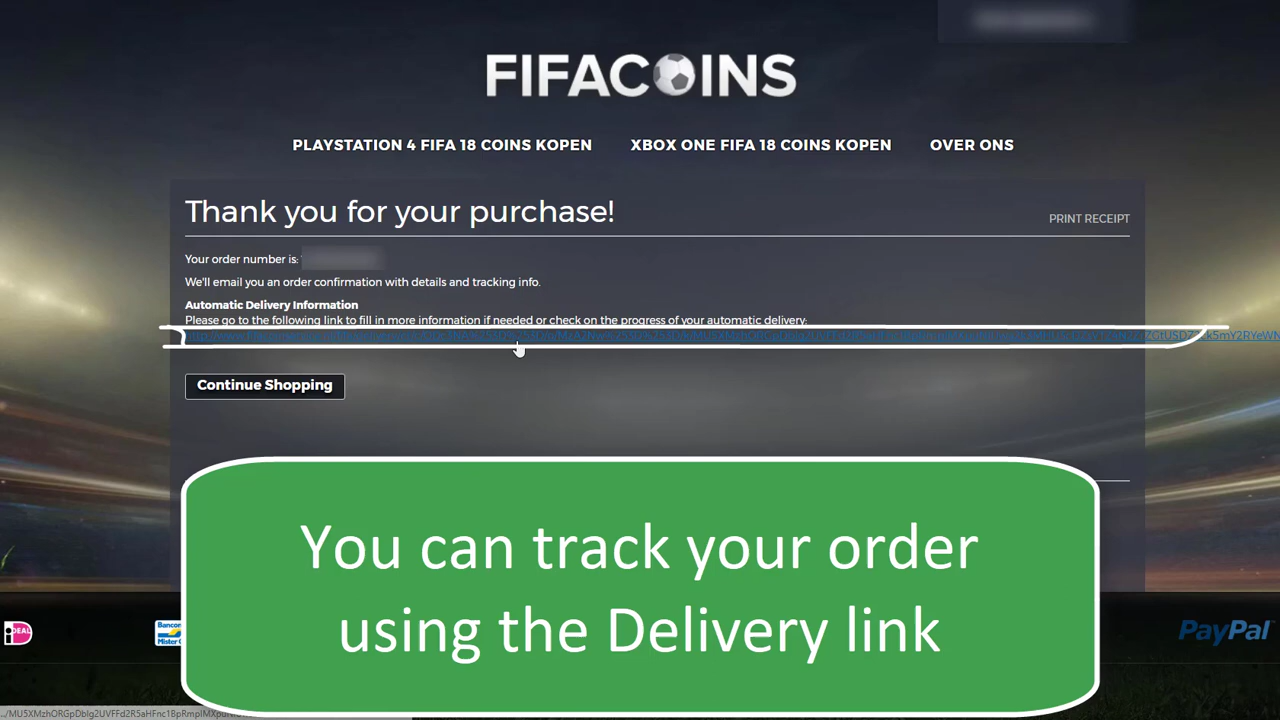 FIFACOINS
PLAYSTATION 4 FIFA 18 COINS KOPEN XBOX ONE FIFA 18 COINS KOPEN OVER ONS
Thank you for your purchase!
PRINT RECEIPT
Your order number is:
We'll email you an order confirmation with details and tracking info.
Automatic Delivery Information
Please go to the following link to fill in more information if needed or check on the progress of your automatic delivery:
Continue Shopping
You can track your order
using the Delivery link
iDEAL
Mister
PayPal